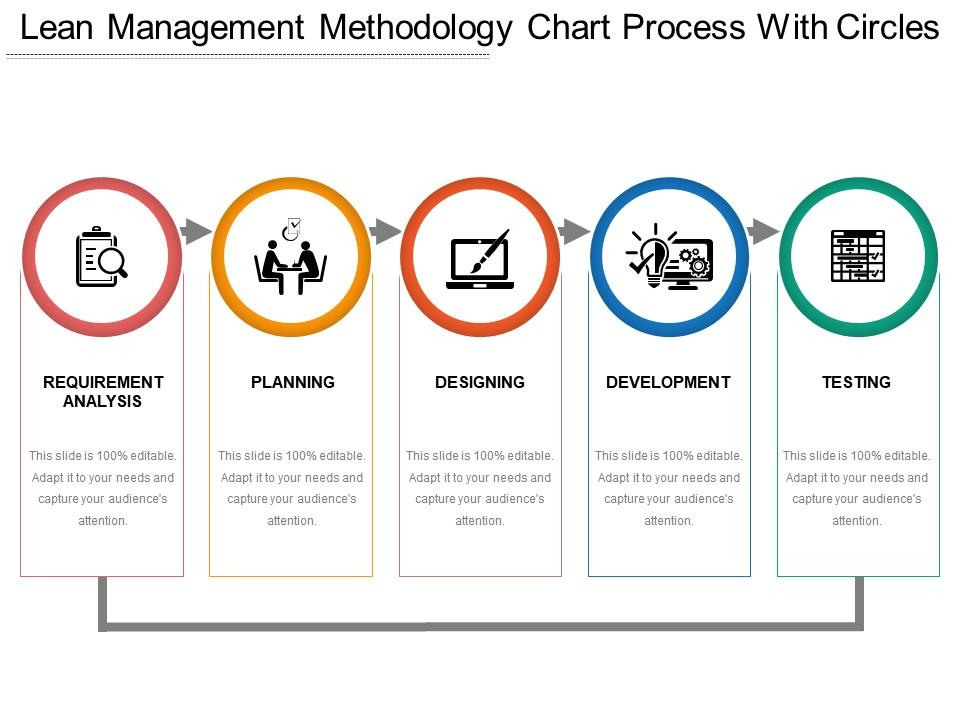 Lean Management Methodology Chart Process With Circles
REQUIREMENT
ANALYSIS
This slide is 100% editable.
Adapt it to your needs and
capture your audience's
attention.
PLANNING
This slide is 100% editable.
Adapt it to your needs and
capture your audience's
attention.
DESIGNING
This slide is 100% editable.
Adapt it to your needs and
capture your audience's
attention.
DEVELOPMENT
This slide is 100% editable.
Adapt it to your needs and
capture your audience's
attention.
TESTING
This slide is 100% editable.
Adapt it to your needs and
capture your audience's
attention.